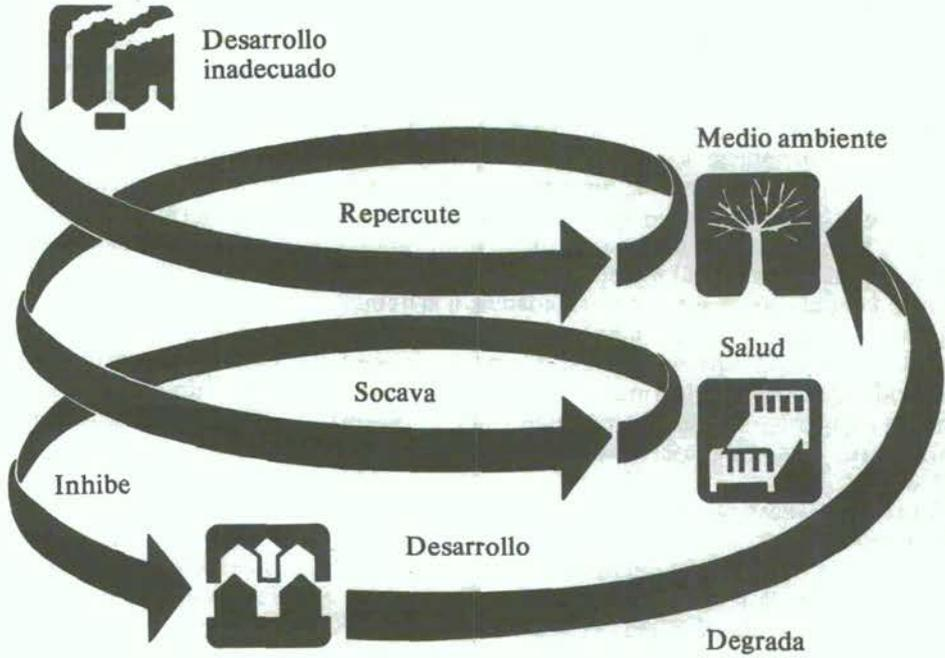 Desarrollo
inadecuado
Medio ambiente
Repercute
Salud
Socava
Inhibe
Desarrollo
Degrada